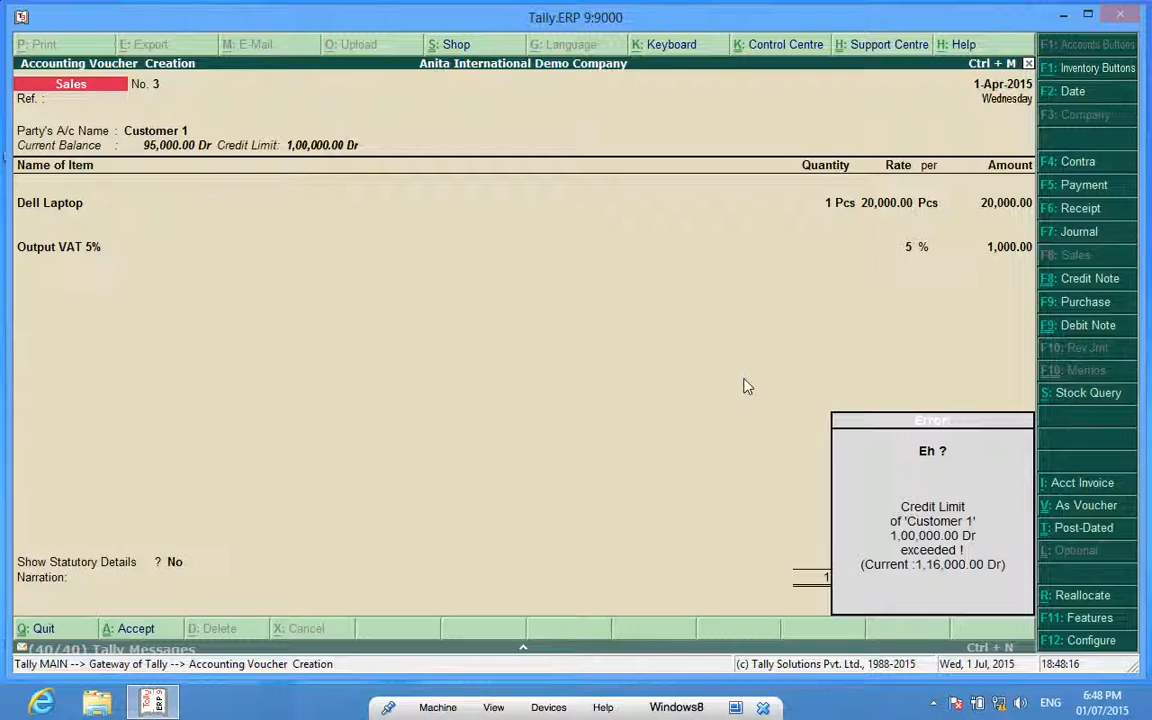 Tally.ERP 9:9000
P: Print E: Export M: E-Mail O: Upload S: Shop G: Language K: Keyboard K: Control Centre H: Support Centre H: Help
F1: Accounts Buttons
Accounting Voucher Creation Anita International Demo Company Ctrl + M
F1: Inventory Buttons
Sales No. 3 1-Apr-2015
F2: Date
Ref. : Wednesday
F3: Company
Party's A/c Name : Customer 1
Current Balance : 95,000.00 Dr Credit Limit: 1,00,000.00 Dr
Name of Item Quantity Rate per Amount
F4: Contra
F5: Payment
Dell Laptop 1 Pcs 20,000.00 Pcs 20,000.00
F6: Receipt
F7: Journal
Output VAT 5% 5 % 1,000.00
F8: Sales
F8: Credit Note
F9: Purchase
F9: Debit Note
F10: Rev Jrnl
F10: Memos
S: Stock Query
Error
Eh ?
Credit Limit
of 'Customer 1'
1,00,000.00 Dr
exceeded !
(Current :1,16,000.00 Dr)
I: Acct Invoice
V: As Voucher
T: Post-Dated
L: Optional
Show Statutory Details ? No
Narration: 1
R: Reallocate
F11: Features
Q: Quit A: Accept D: Delete X: Cancel
F12: Configure
(40/40) Tally Messages Ctrl + N
Tally MAIN --> Gateway of Tally --> Accounting Voucher Creation (c) Tally Solutions Pvt. Ltd., 1988-2015 Wed, 1 Jul, 2015 18:48:16
Tally
ERP 9
Machine View Devices Help Windows8
ENG
6:48 PM
01/07/2015